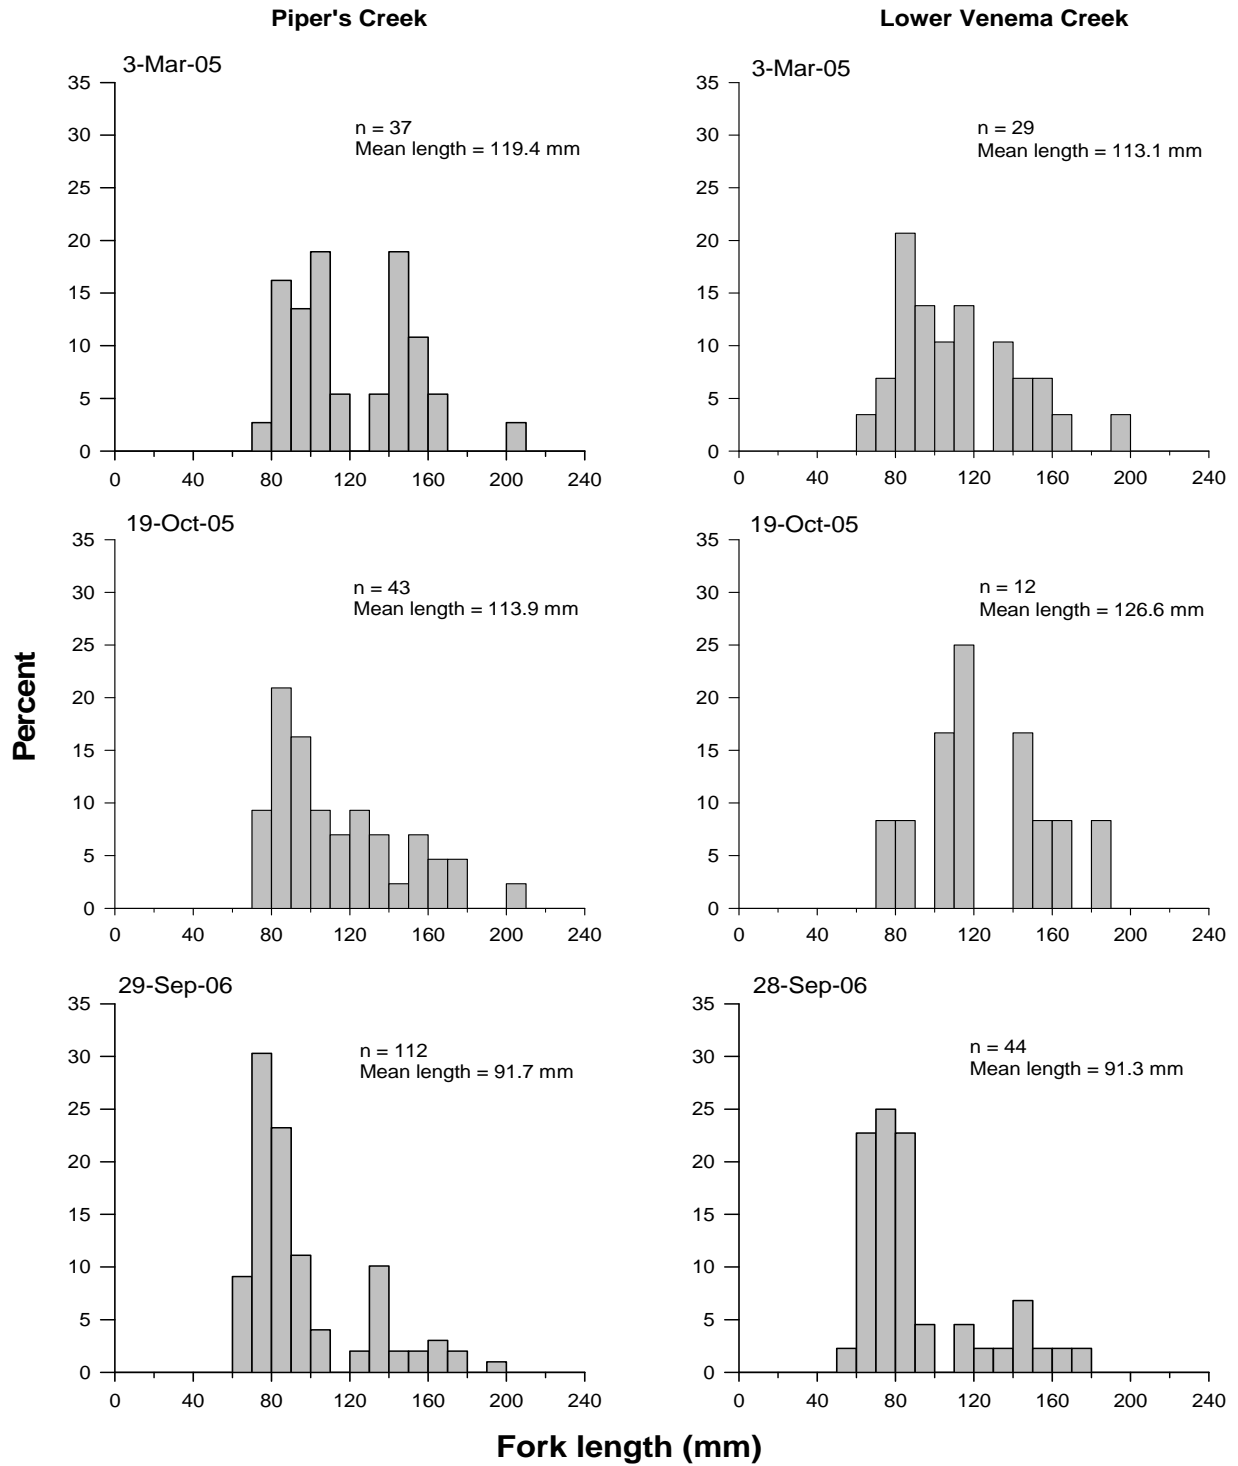 Piper's Creek
Lower Venema Creek
3-Mar-05
35
30
25
20
15
10
5
0
n = 37
Mean length = 119.4 mm
0 40 80 120 160 200 240
3-Mar-05
35
30
25
20
15
10
5
0
n = 29
Mean length = 113.1 mm
0 40 80 120 160 200 240
19-Oct-05
35
30
25
20
15
10
5
0
n = 43
Mean length = 113.9 mm
0 40 80 120 160 200 240
19-Oct-05
35
30
25
20
15
10
5
0
n = 12
Mean length = 126.6 mm
0 40 80 120 160 200 240
Percent
29-Sep-06
35
30
25
20
15
10
5
0
n = 112
Mean length = 91.7 mm
0 40 80 120 160 200 240
28-Sep-06
35
30
25
20
15
10
5
0
n = 44
Mean length = 91.3 mm
0 40 80 120 160 200 240
Fork length (mm)